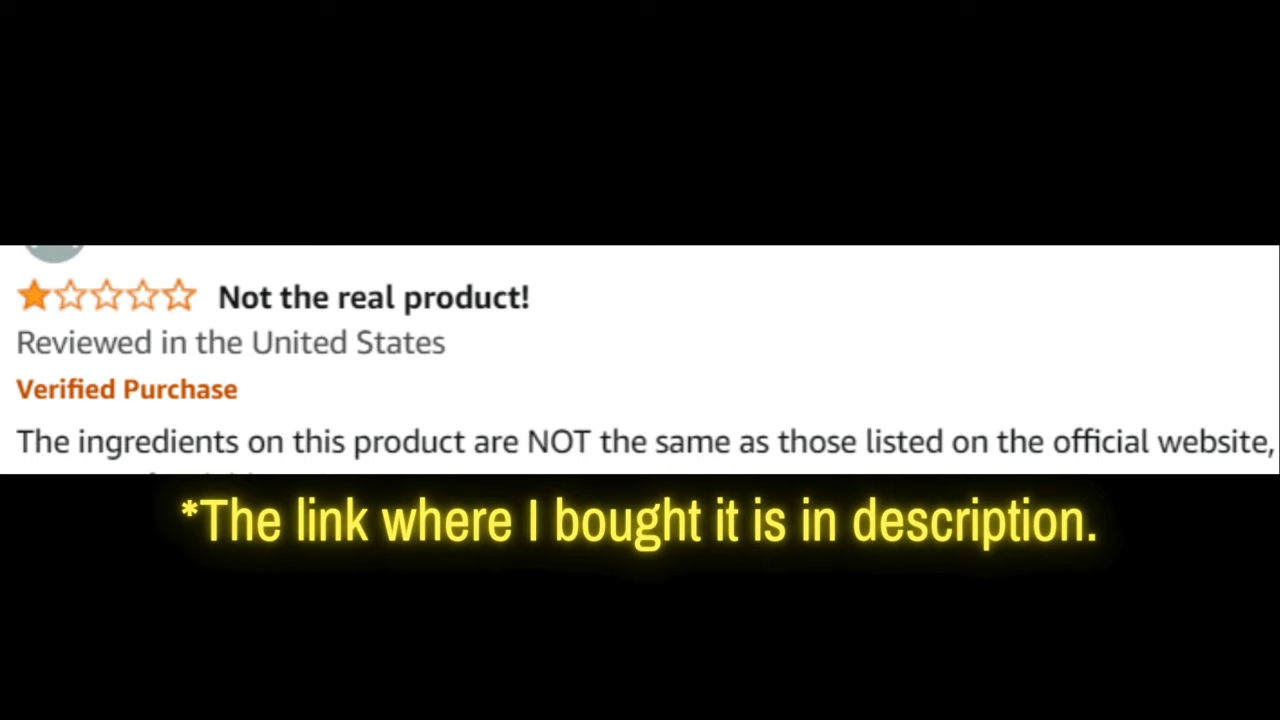 Not the real product!
Reviewed in the United States
Verified Purchase
The ingredients on this product are NOT the same as those listed on the official website,
*The link where I bought it is in description.